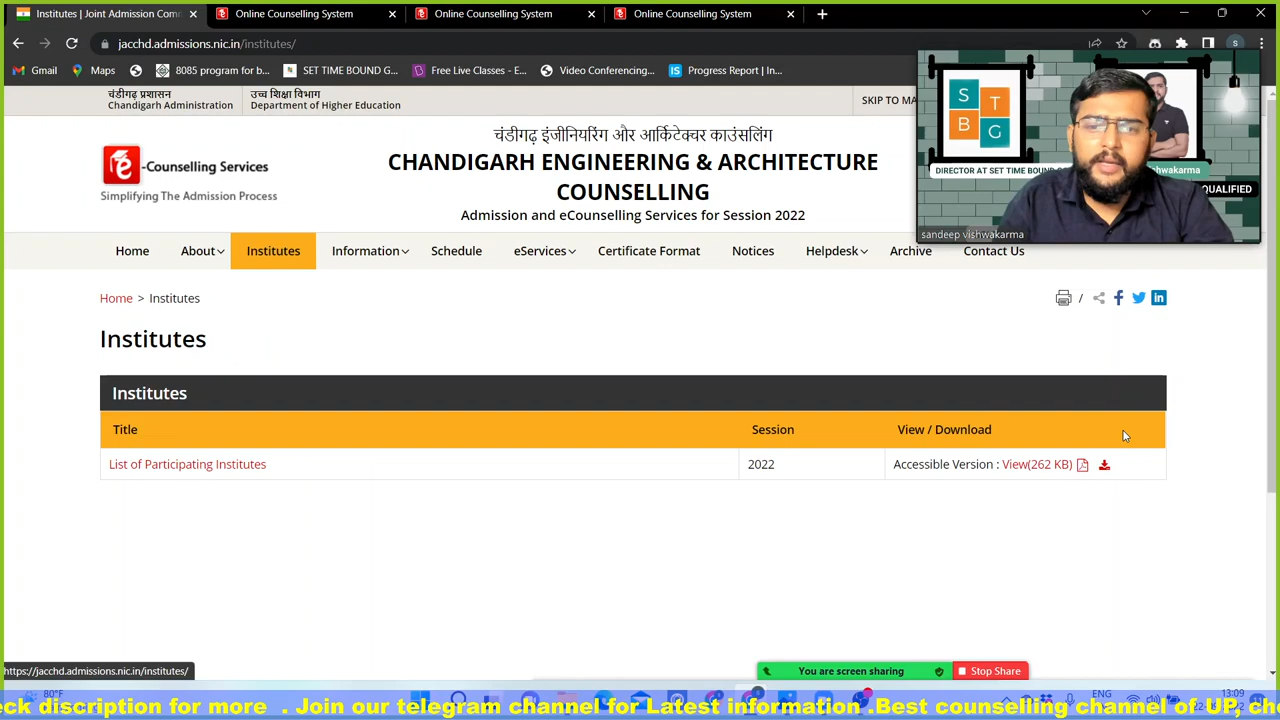 Institutes | Joint Admission Com
Online Counselling System
Online Counselling System
Online Counselling System
jacchd.admissions.nic.in/institutes/
Gmail
Maps
8085 program for b...
SET TIME BOUND G
Free Live Classes - E...
Video Conferencing...
Progress Report | In...
चंडीगढ़ प्रशासन
Chandigarh Administration
उच्च शिक्षा विभाग
Department of Higher Education
SKIP TO MA
-Counselling Services
Simplifying The Admission Process
चंडीगढ़ इंजीनियरिंग और आर्किटेक्चर काउंसलिंग
CHANDIGARH ENGINEERING & ARCHITECTURE
COUNSELLING
Admission and eCounselling Services for Session 2022
S T
B G
DIRECTOR AT SET TIME BOUND
shwakarma
QUALIFIED
sandeep vishwakarma
Home
About
Institutes
Information
Schedule
eServices
Certificate Format
Notices
Helpdesk
Archive
Contact Us
Home > Institutes
/
Institutes
Institutes
Title
Session
View / Download
List of Participating Institutes
2022
Accessible Version : View(262 KB)
https://jacchd.admissions.nic.in/institutes/
You are screen sharing
Stop Share
80°F
ENG
13:09
eck discription for more . Join our telegram channel for Latest information .Best counselling channel of UP, ch